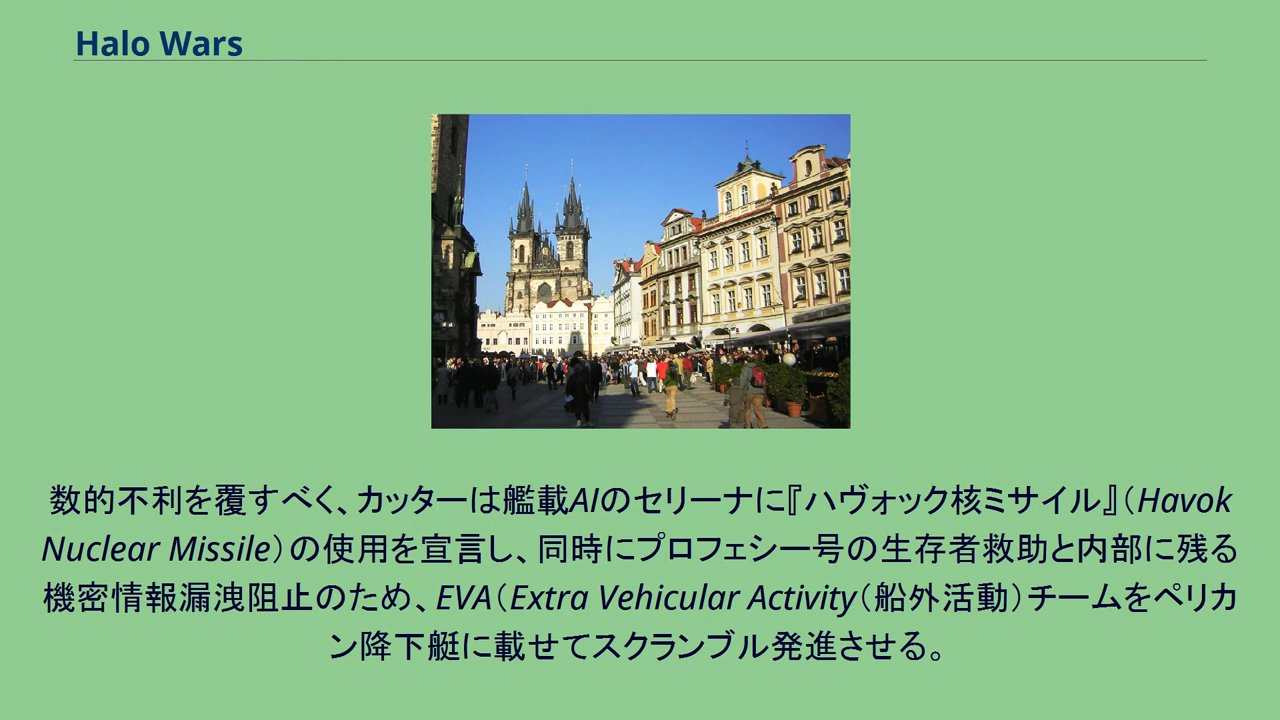 Halo Wars
数的不利を覆すべく、カッターは艦載AIのセリーナに『ハヴォック核ミサイル』（Havok
Nuclear Missile）の使用を宣言し、同時にプロフェシー号の生存者救助と内部に残る
機密情報漏洩阻止のため、EVA（Extra Vehicular Activity（船外活動）チームをペリカ
ン降下艇に載せてスクランブル発進させる。